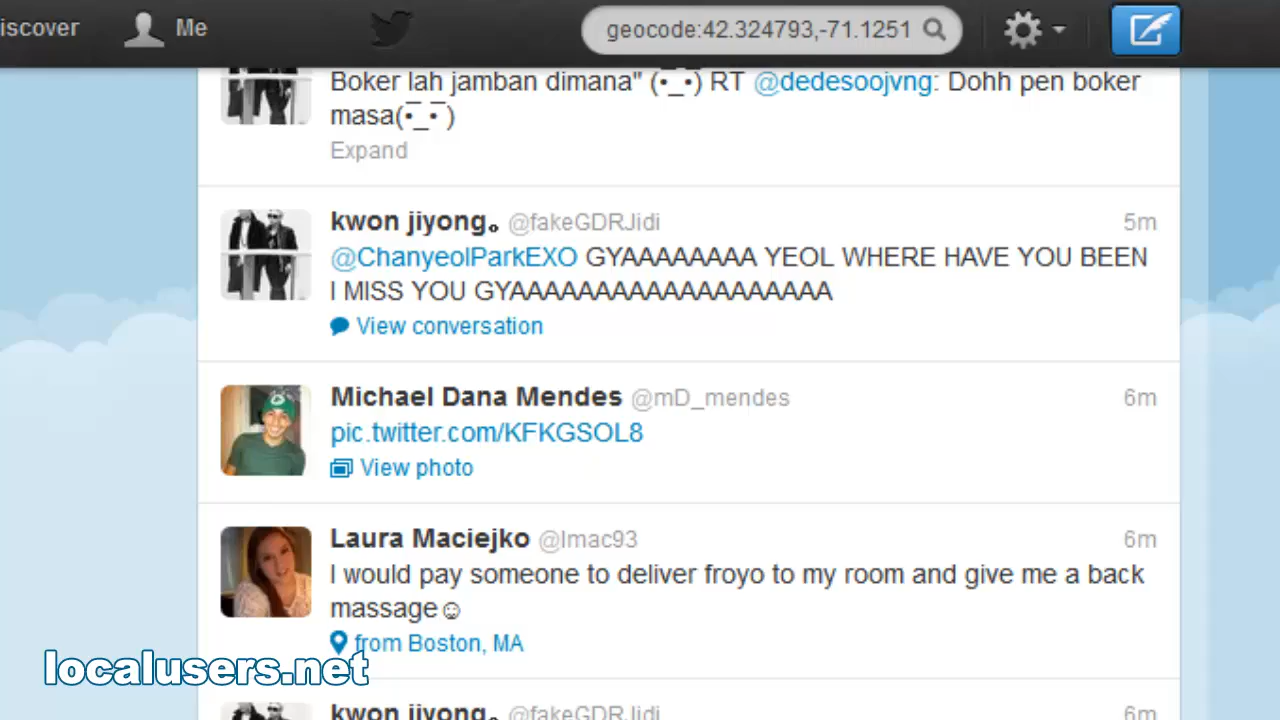 iscover Me geocode:42.324793,-71.1251
Boker lah jamban dimana" (•̅_•̅) RT @dedesoojvng: Dohh pen boker
masa(•̅_•̅)
Expand
kwon jiyong。 @fakeGDRJidi 5m
@ChanyeolParkEXO GYAAAAAAAA YEOL WHERE HAVE YOU BEEN
I MISS YOU GYAAAAAAAAAAAAAAAAAAA
View conversation
Michael Dana Mendes @mD_mendes 6m
pic.twitter.com/KFKGSOL8
View photo
Laura Maciejko @lmac93 6m
I would pay someone to deliver froyo to my room and give me a back
massage☺
from Boston, MA
localusers.net
kwon jiyong。 @fakeGDRJidi 6m